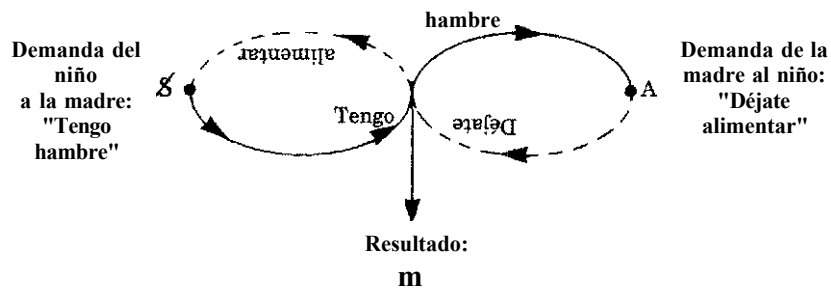 hambre
Demanda del
niño
a la madre:
"Tengo
hambre"
alimentar
$
Tengo
Déjate
A
Demanda de la
madre al niño:
"Déjate
alimentar"
Resultado:
m